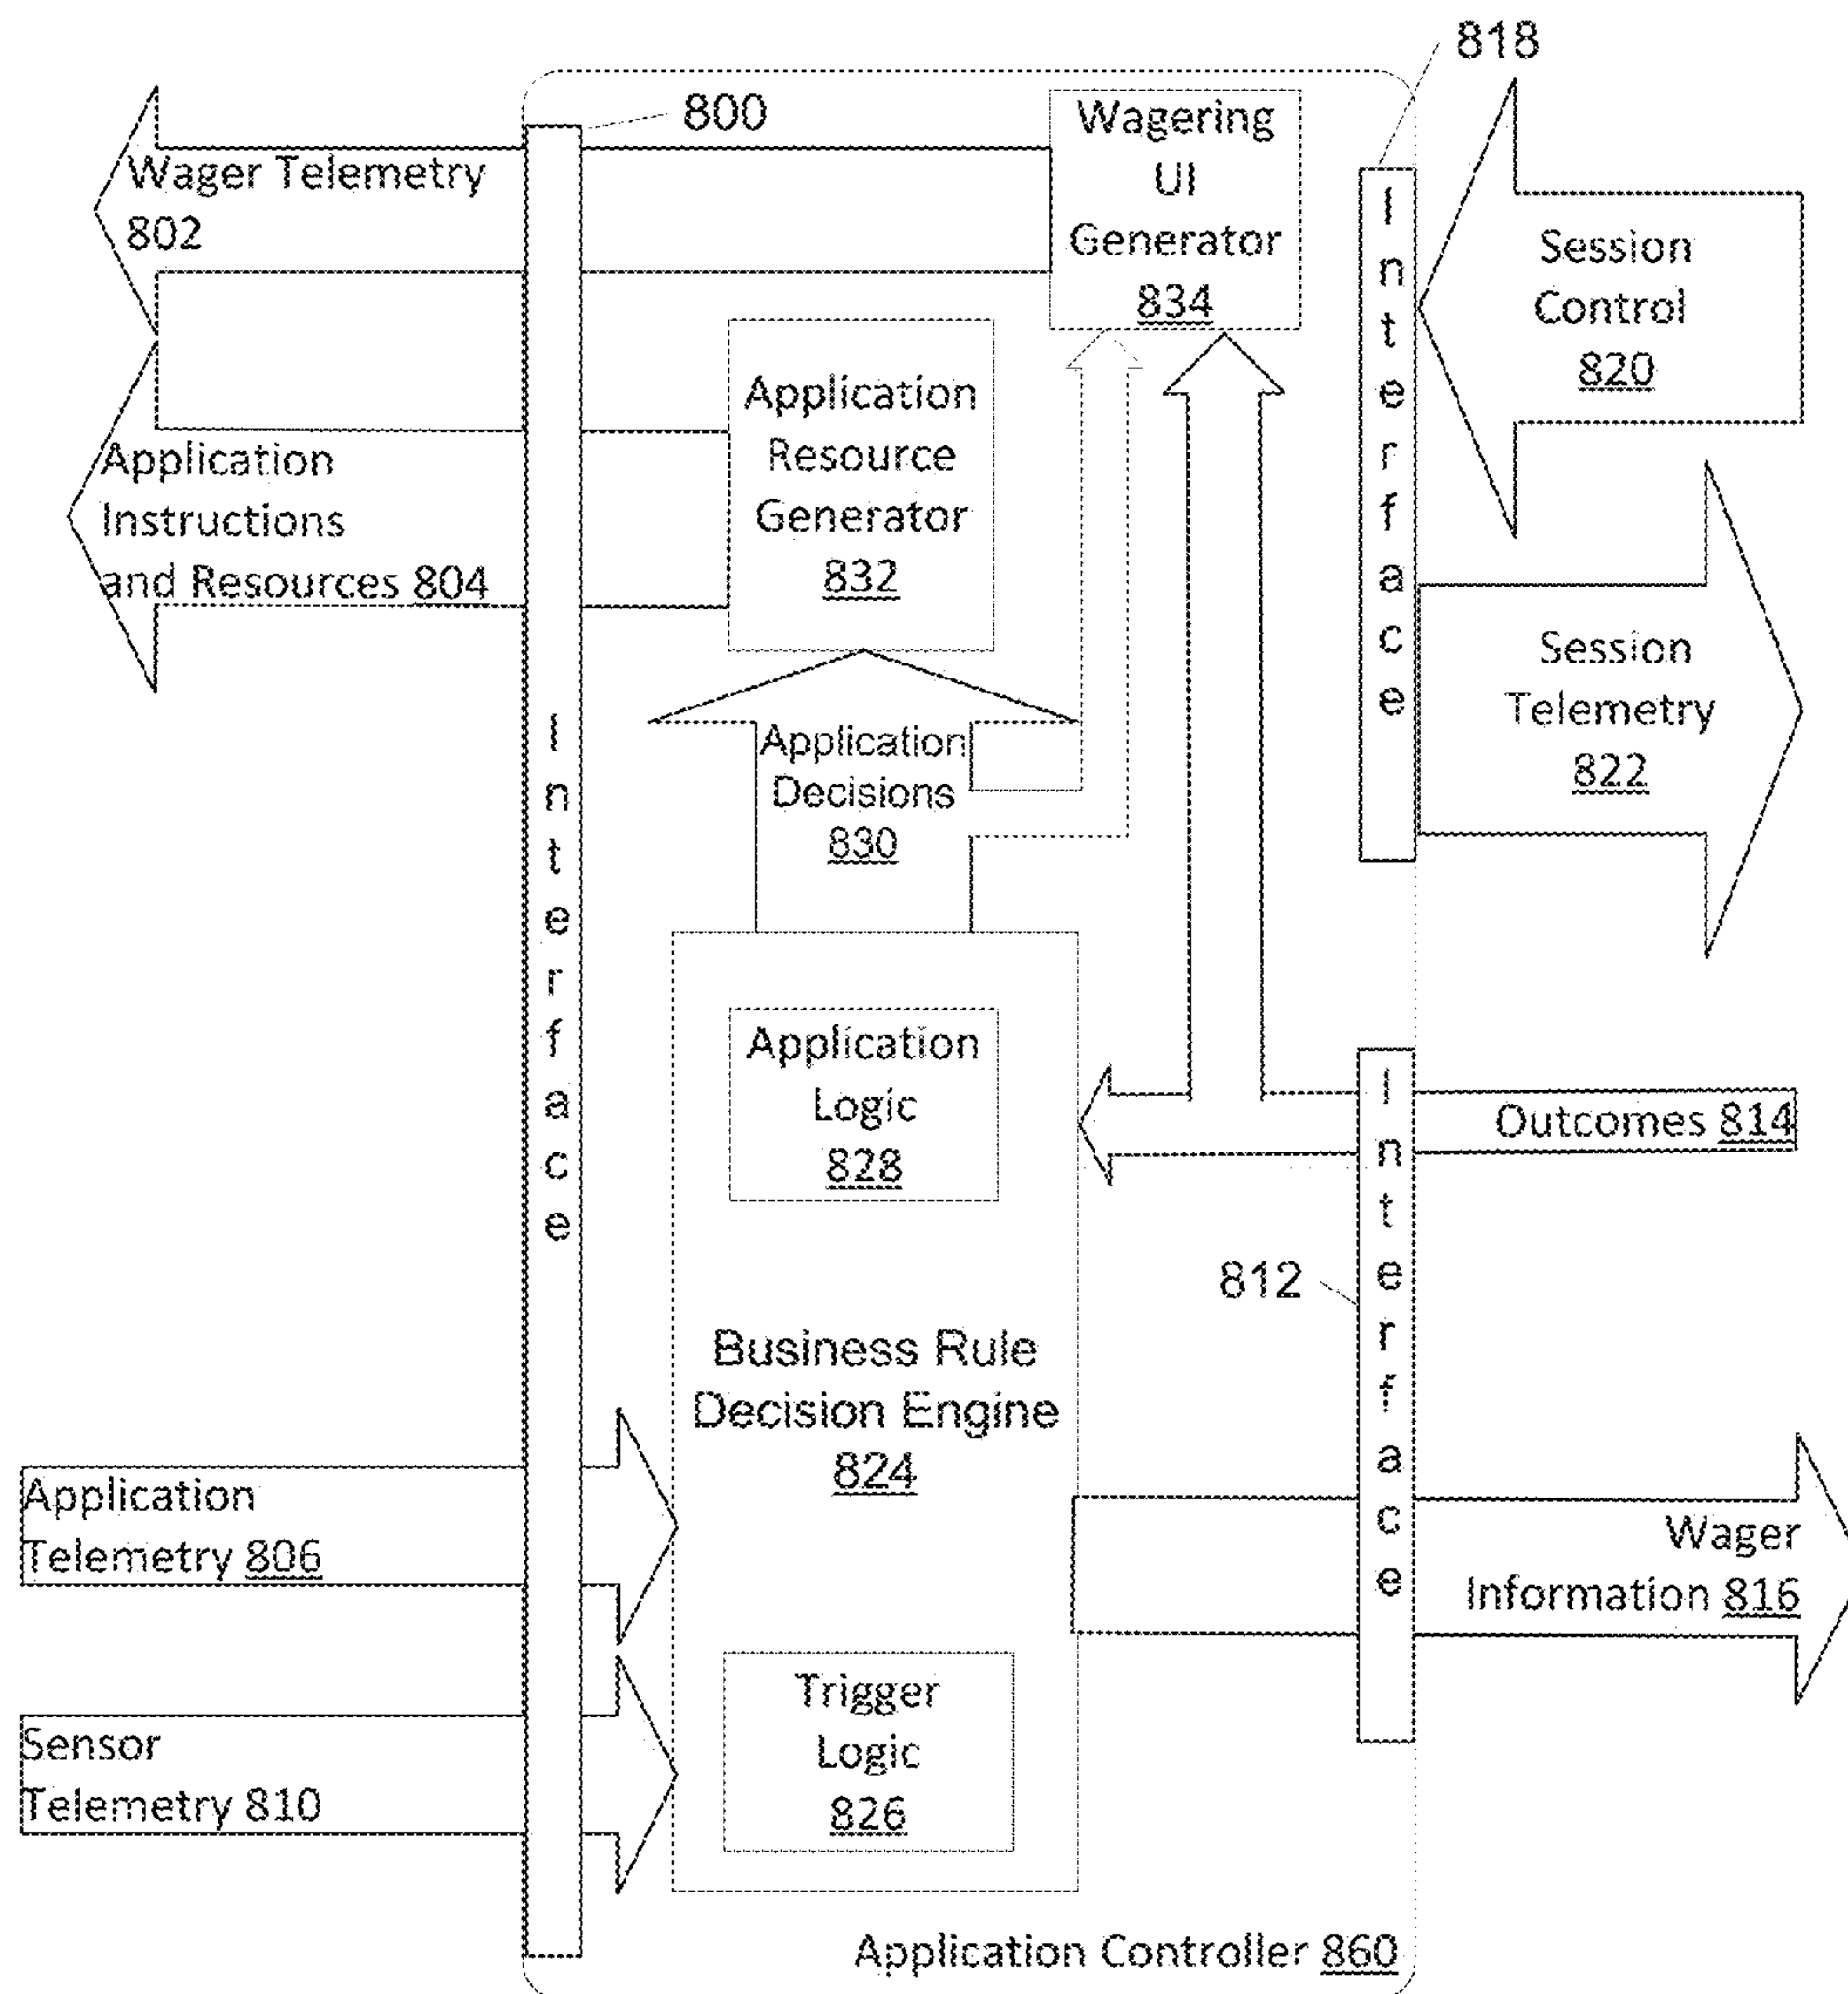 818
800
Wagering
UI
Generator
834
Wager Telemetry
802
Interface
Session
Control
820
Application
Resource
Generator
832
Application
Instructions
and Resources 804
Session
Telemetry
822
Interface
Application
Decisions
830
Application
Logic
828
Interface
Outcomes 814
812
Business Rule
Decision Engine
824
Application
Telemetry 806
Wager
Information 816
Trigger
Logic
826
Sensor
Telemetry 810
Application Controller 860